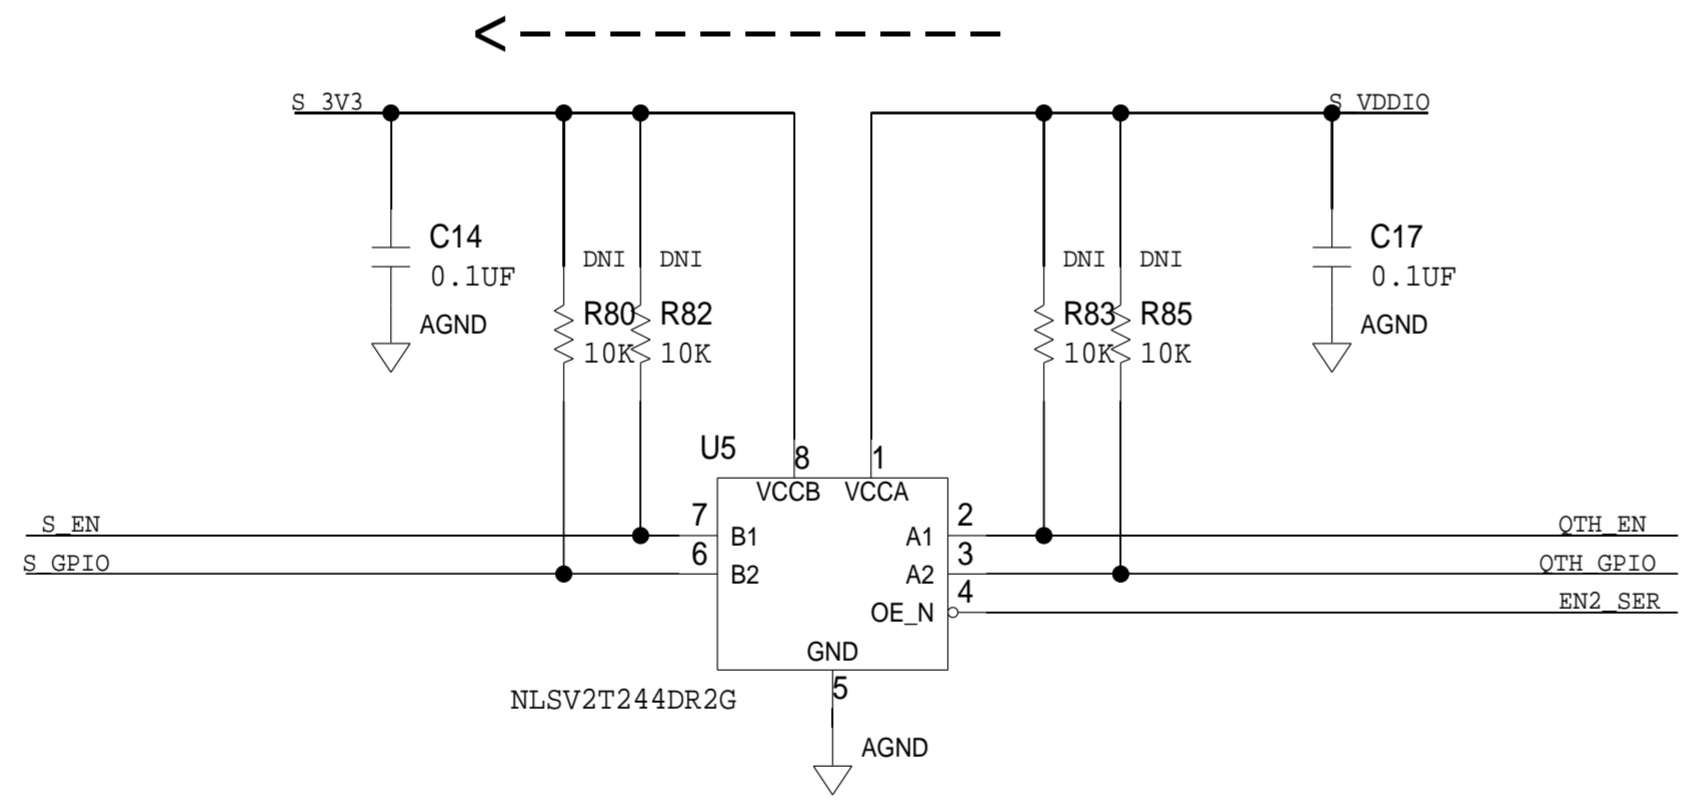 <
S_3V3
S_VDDIO
C14
0.1UF
AGND
DNI
DNI
R80
R82
10K
10K
DNI
DNI
R83
R85
10K
10K
C17
0.1UF
AGND
U5
8
1
VCCB
VCCA
S_EN
7
B1
A1
2
QTH_EN
S_GPIO
6
B2
A2
3
QTH_GPIO
OE_N
4
EN2_SER
GND
5
NLSV2T244DR2G
AGND